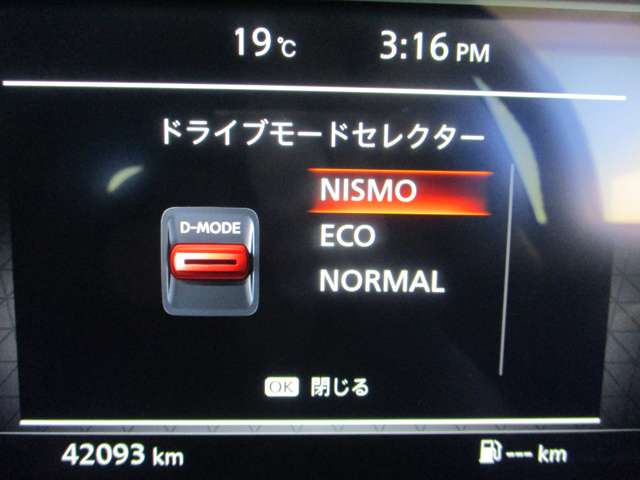 19℃ 3:16 PM
ドライブモードセレクター
NISMO
D-MODE
ECO
NORMAL
OK 閉じる
42093 km --- km